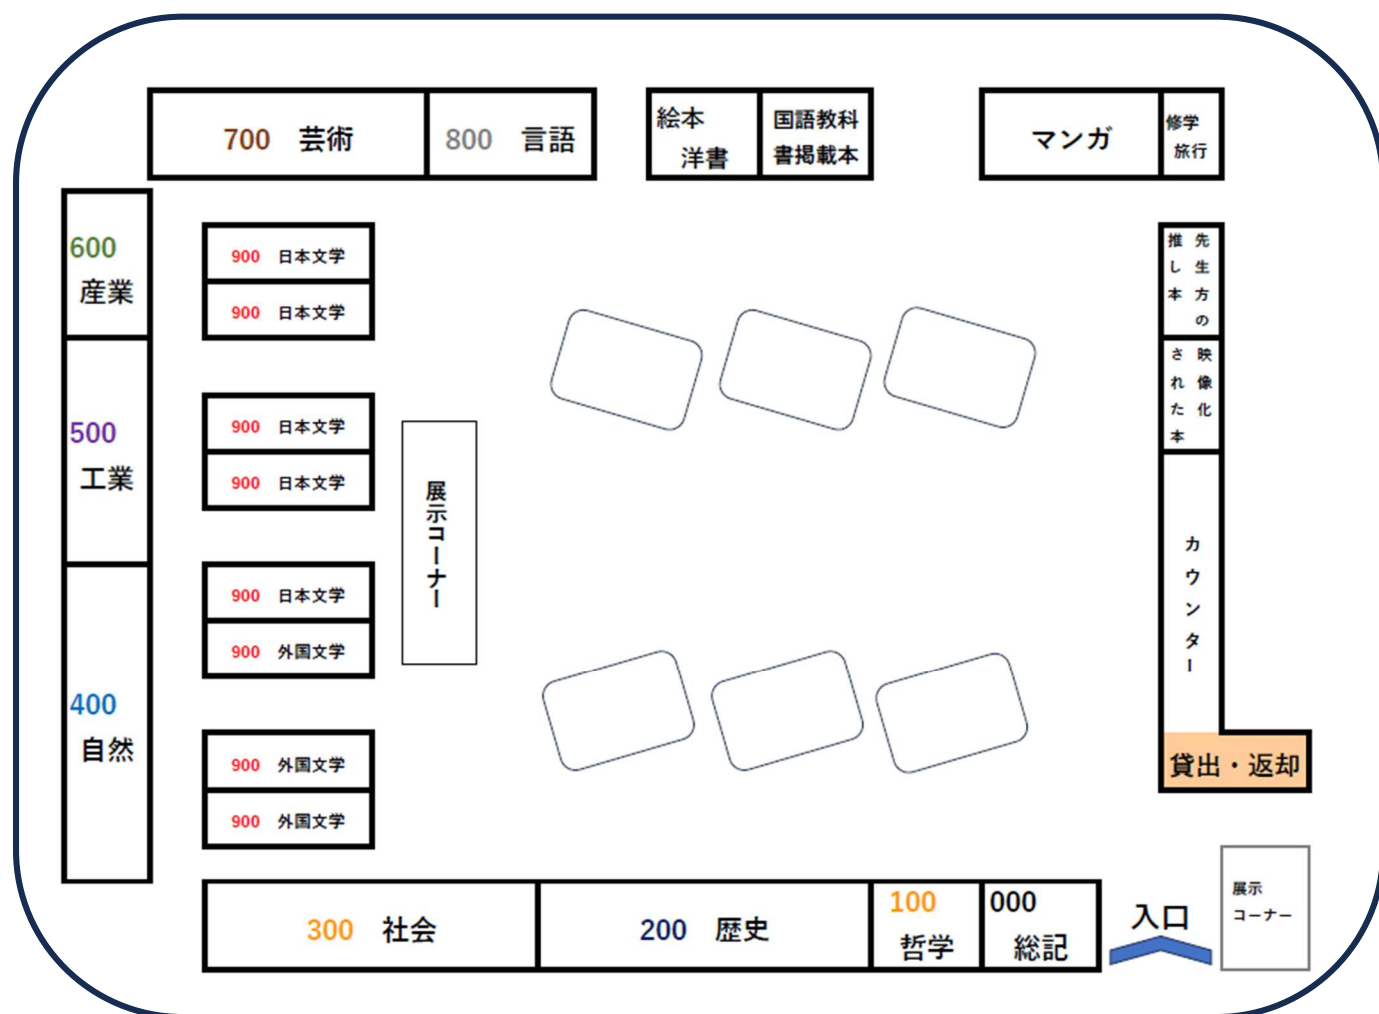 700 芸術
800 言語
絵本
洋書
国語教科
書掲載本
マンガ
修学
旅行
600
産業
500
工業
400
自然
900 日本文学
900 日本文学
900 日本文学
900 日本文学
900 日本文学
900 外国文学
900 外国文学
900 外国文学
展示コーナー
先生方の
推し本
映像化
された本
カウンター
貸出・返却
300 社会
200 歴史
100
哲学
000
総記
入口
展示
コーナー